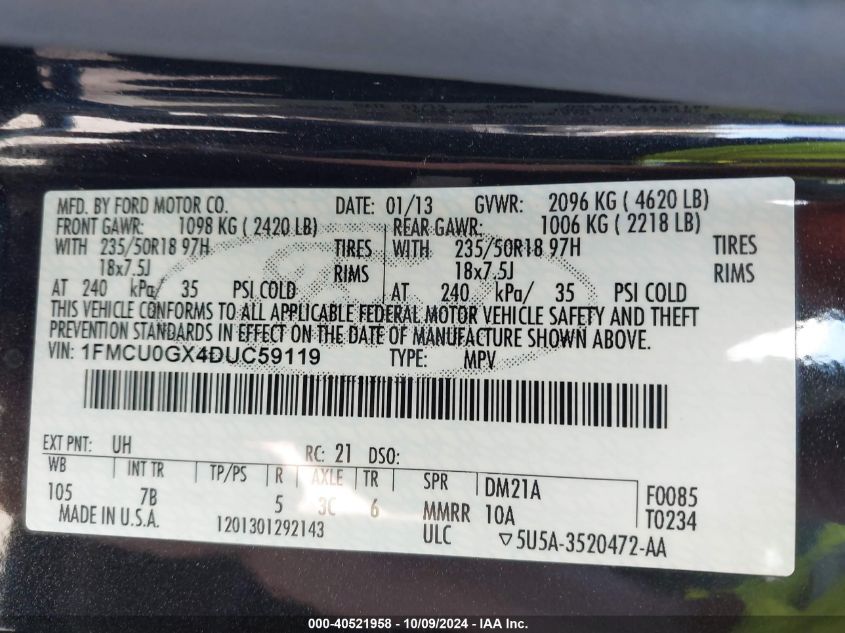 MFD. BY FORD MOTOR CO. DATE: 01/13 GVWR: 2096 KG ( 4620 LB)
FRONT GAWR: 1098 KG ( 2420 LB) REAR GAWR: 1006 KG ( 2218 LB)
WITH 235/50R18 97H TIRES WITH 235/50R18 97H TIRES
18x7.5J RIMS 18x7.5J RIMS
AT 240 kPa/ 35 PSI COLD AT 240 kPa/ 35 PSI COLD
THIS VEHICLE CONFORMS TO ALL APPLICABLE FEDERAL MOTOR VEHICLE SAFETY AND THEFT
PREVENTION STANDARDS IN EFFECT ON THE DATE OF MANUFACTURE SHOWN ABOVE.
VIN: 1FMCU0GX4DUC59119 TYPE: MPV
EXT PNT: UH RC: 21 DSO:
WB INT TR TP/PS R AXLE TR SPR DM21A F0085
105 7B 5 3C 6 MMRR 10A T0234
MADE IN U.S.A. 1201301292143 ULC ▽5U5A-3520472-AA
000-40521958 - 10/09/2024 - IAA Inc.